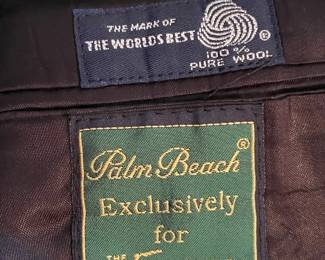 THE MARK OF
THE WORLDS BEST
®
100%
PURE WOOL
Palm Beach®
Exclusively
for
THE